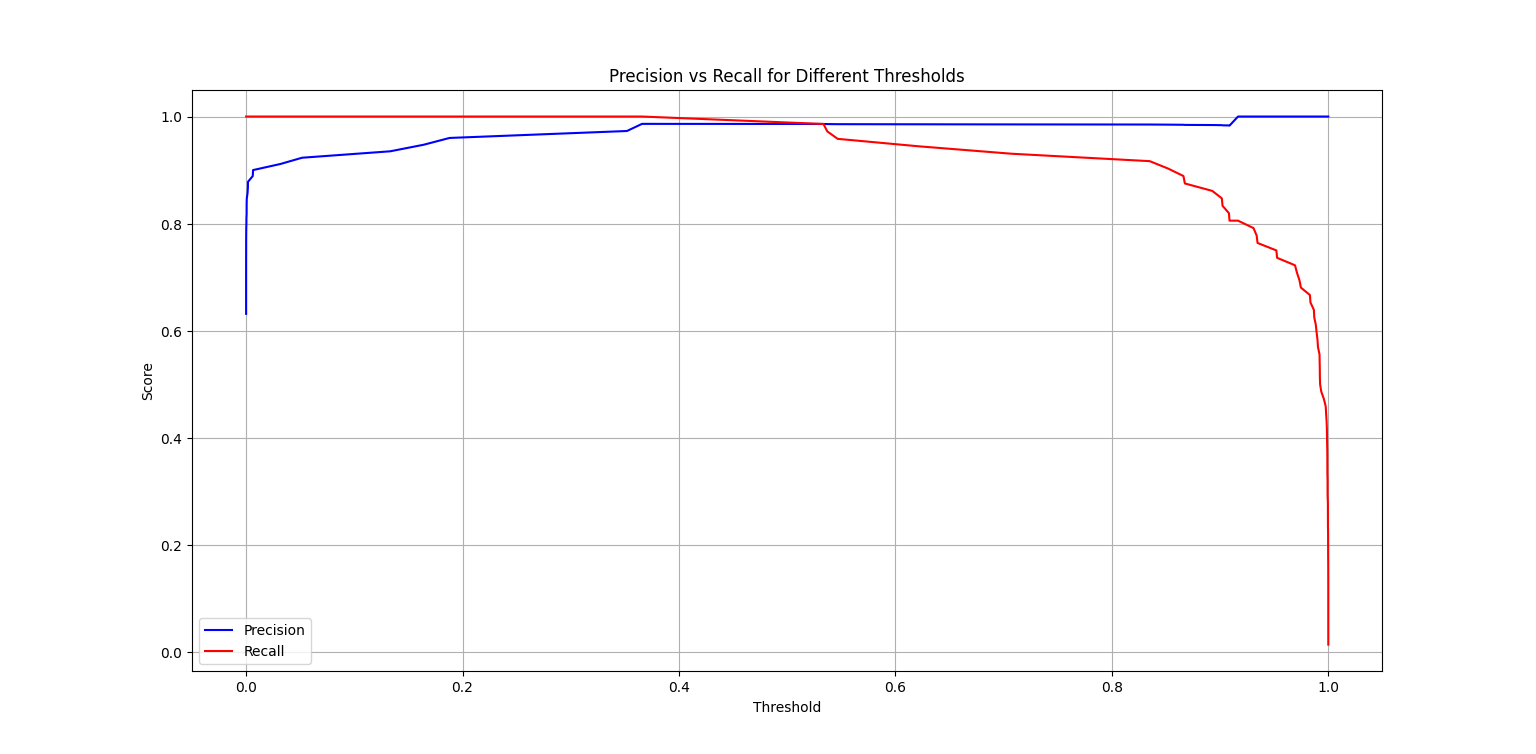 Precision vs Recall for Different Thresholds
1.0
0.8
0.6
0.4
0.2
0.0
Score
Precision
Recall
0.0 0.2 0.4 0.6 0.8 1.0
Threshold